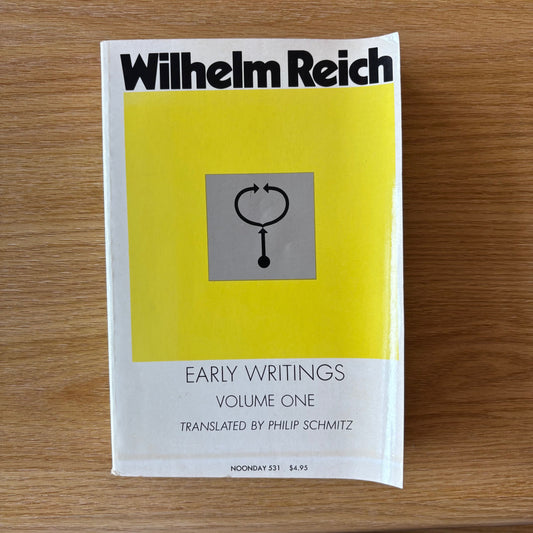 Wilhelm Reich
EARLY WRITINGS
VOLUME ONE
TRANSLATED BY PHILIP SCHMITZ
NOONDAY 531 $4.95